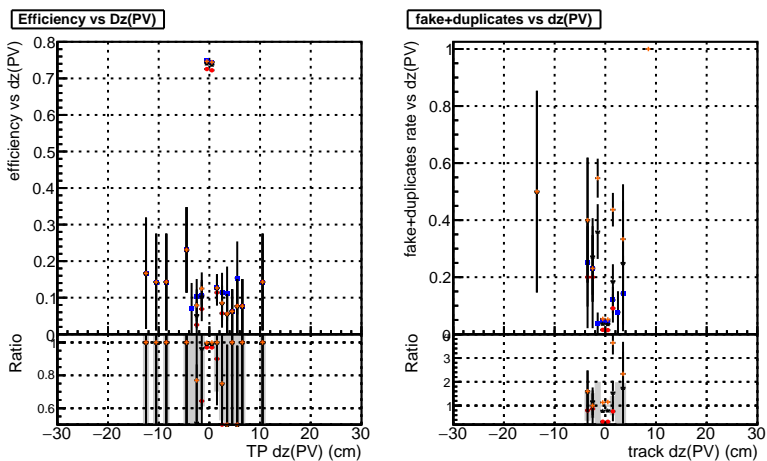 Efficiency vs Dz(PV)
efficiency vs dz(PV)
0.8
0.7
0.6
0.5
0.4
0.3
0.2
0.1
0
Ratio
1
0.8
0.6
−30 −20 −10 0 10 20 30
TP dz(PV) (cm)
fake+duplicates vs dz(PV)
fake+duplicates rate vs dz(PV)
1
0.8
0.6
0.4
0.2
Ratio
3
2
1
−30 −20 −10 0 10 20 30
track dz(PV) (cm)